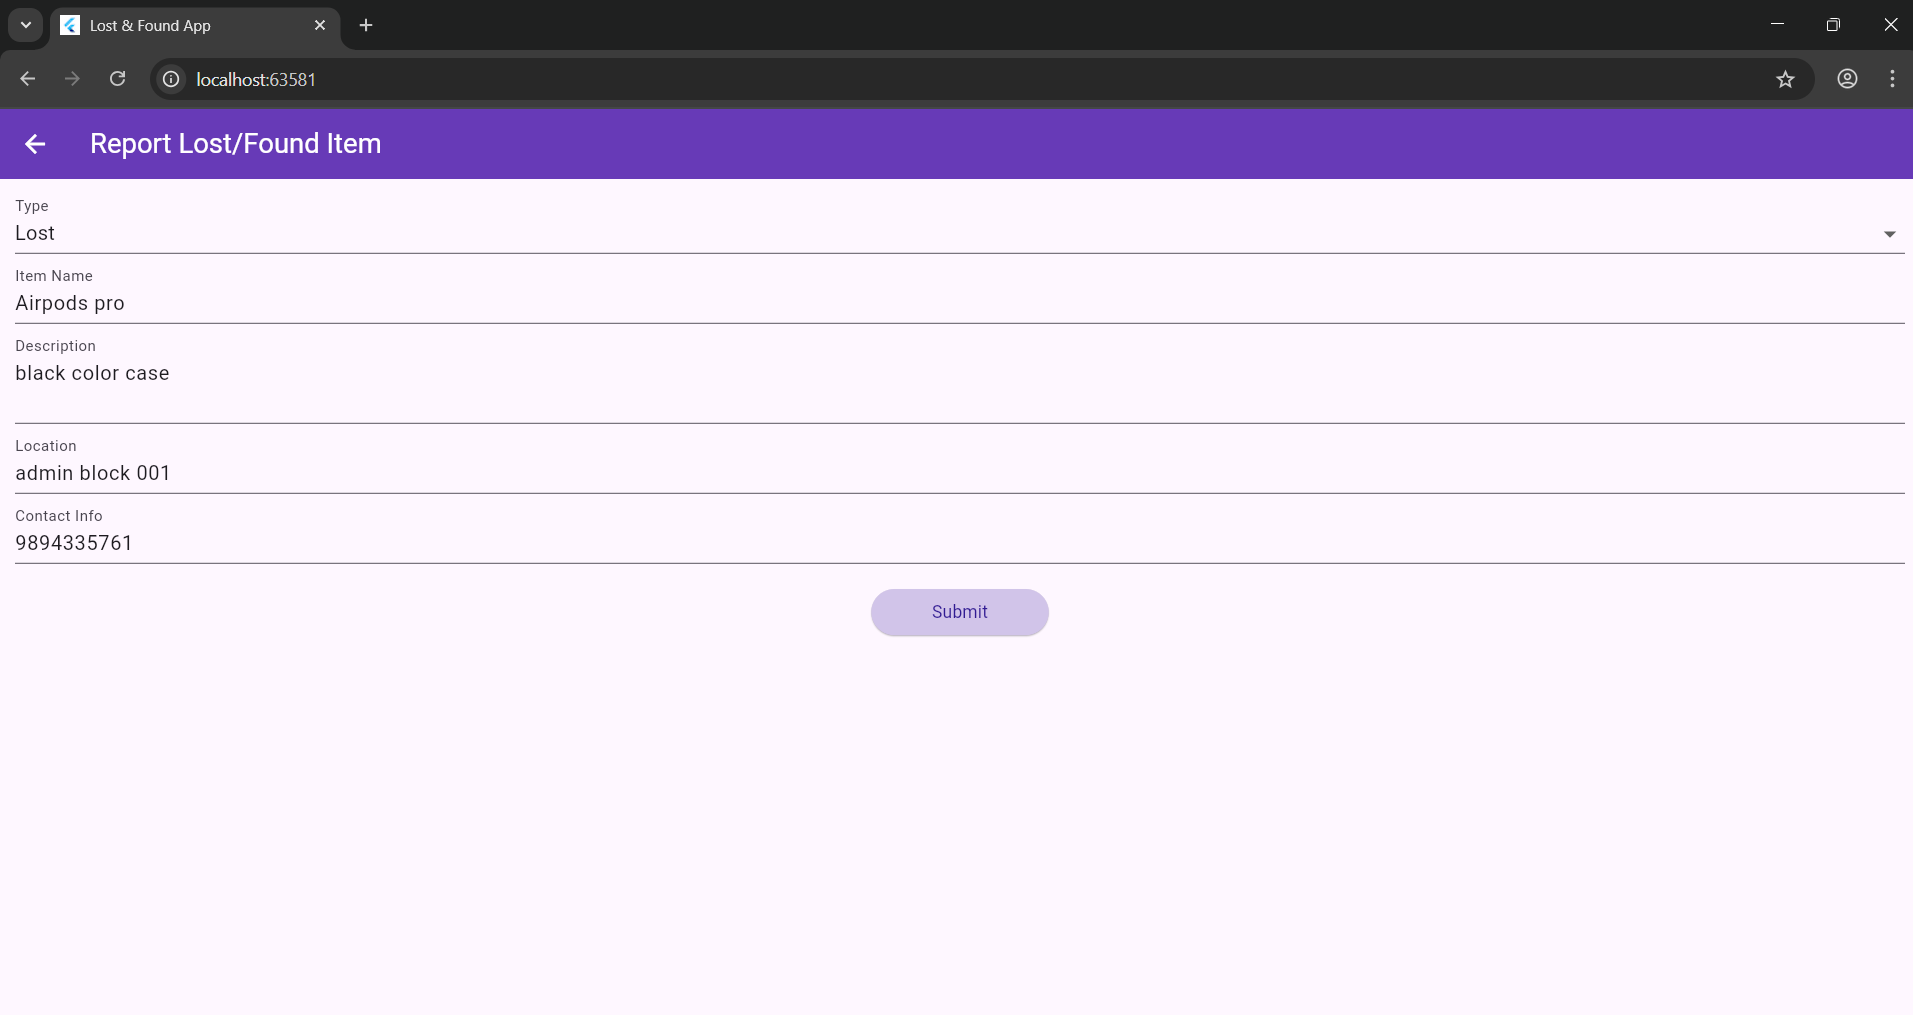 Lost & Found App
localhost:63581
Report Lost/Found Item
Type
Lost
Item Name
Airpods pro
Description
black color case
Location
admin block 001
Contact Info
9894335761
Submit